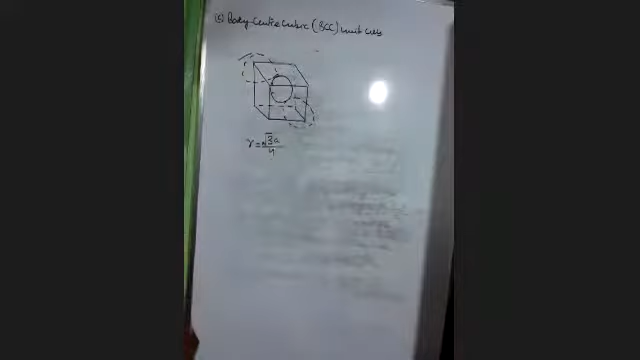 (b) Body Centre Cubic (BCC) unit cell
r = √3a/4